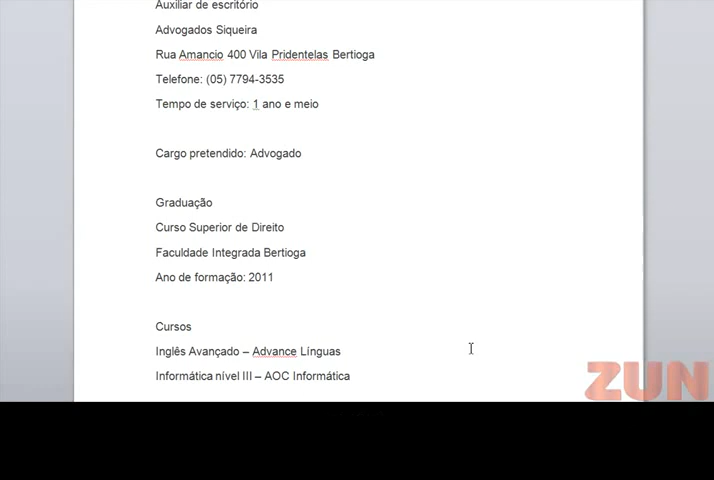 Auxiliar de escritório
Advogados Siqueira
Rua Amancio 400 Vila Pridentelas Bertioga
Telefone: (05) 7794-3535
Tempo de serviço: 1 ano e meio
Cargo pretendido: Advogado
Graduação
Curso Superior de Direito
Faculdade Integrada Bertioga
Ano de formação: 2011
Cursos
Inglês Avançado – Advance Línguas
Informática nível III – AOC Informática
ZUN